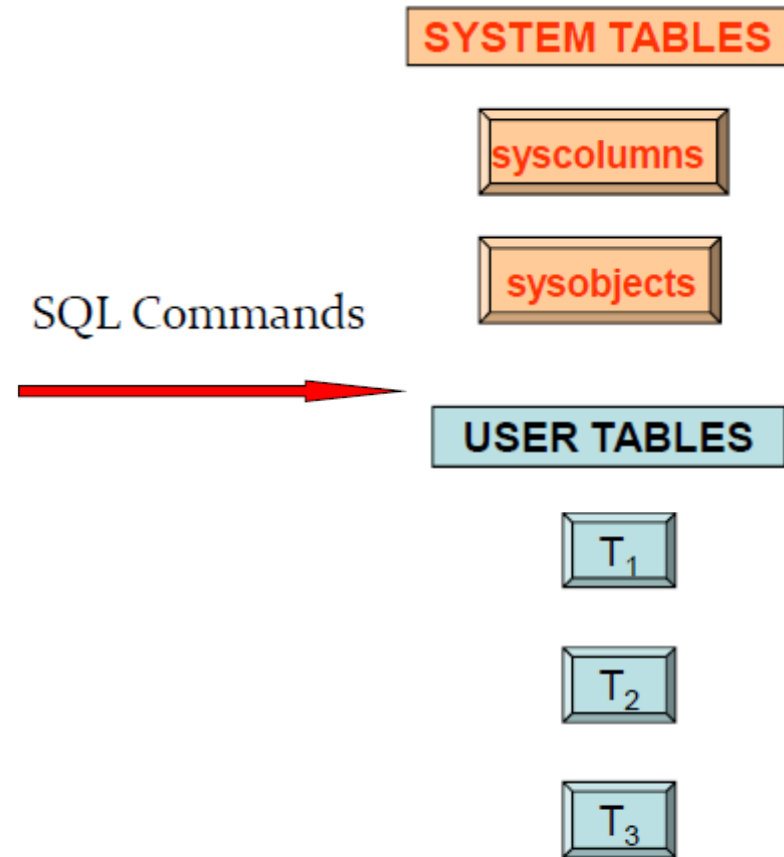 SYSTEM TABLES
syscolumns
sysobjects
SQL Commands
USER TABLES
T₁
T₂
T₃